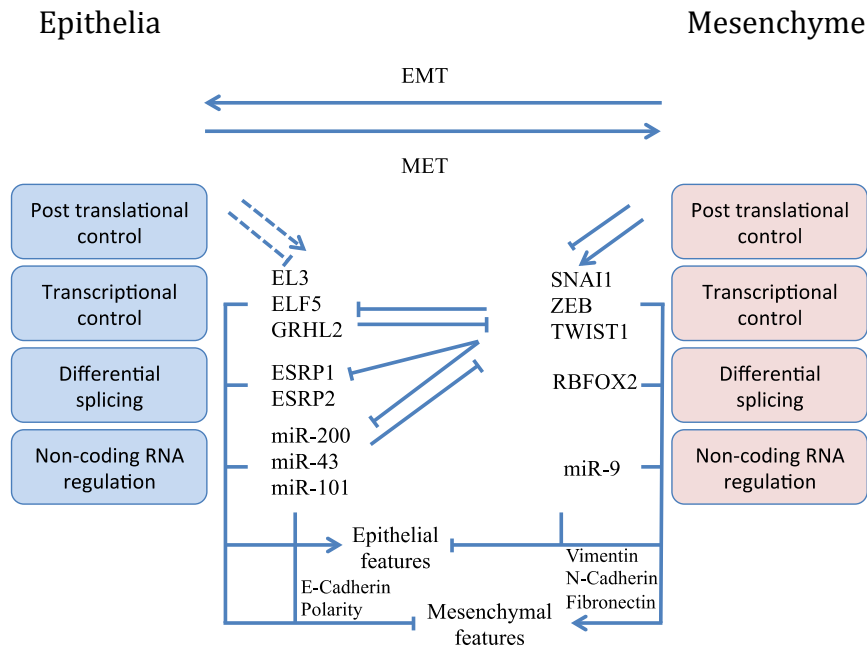 Epithelia
Mesenchyme
EMT
MET
Post translational
control
Post translational
control
EL3
ELF5
GRHL2
SNAI1
ZEB
TWIST1
Transcriptional
control
Transcriptional
control
ESRP1
ESRP2
RBFOX2
Differential
splicing
Differential
splicing
miR-200
miR-43
miR-101
miR-9
Non-coding RNA
regulation
Non-coding RNA
regulation
Epithelial
features
Vimentin
N-Cadherin
Fibronectin
E-Cadherin
Polarity
Mesenchymal
features